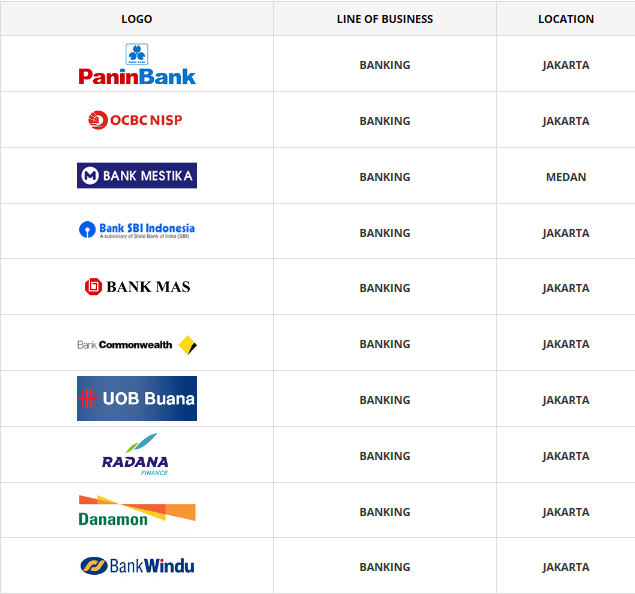 LOGO LINE OF BUSINESS LOCATION
PaninBank BANKING JAKARTA
OCBC NISP BANKING JAKARTA
BANK MESTIKA BANKING MEDAN
Bank SBI Indonesia
A subsidiary of State Bank of India (SBI)
BANKING JAKARTA
BANK MAS BANKING JAKARTA
Bank Commonwealth BANKING JAKARTA
UOB Buana BANKING JAKARTA
RADANA
FINANCE
BANKING JAKARTA
Danamon BANKING JAKARTA
BankWindu BANKING JAKARTA